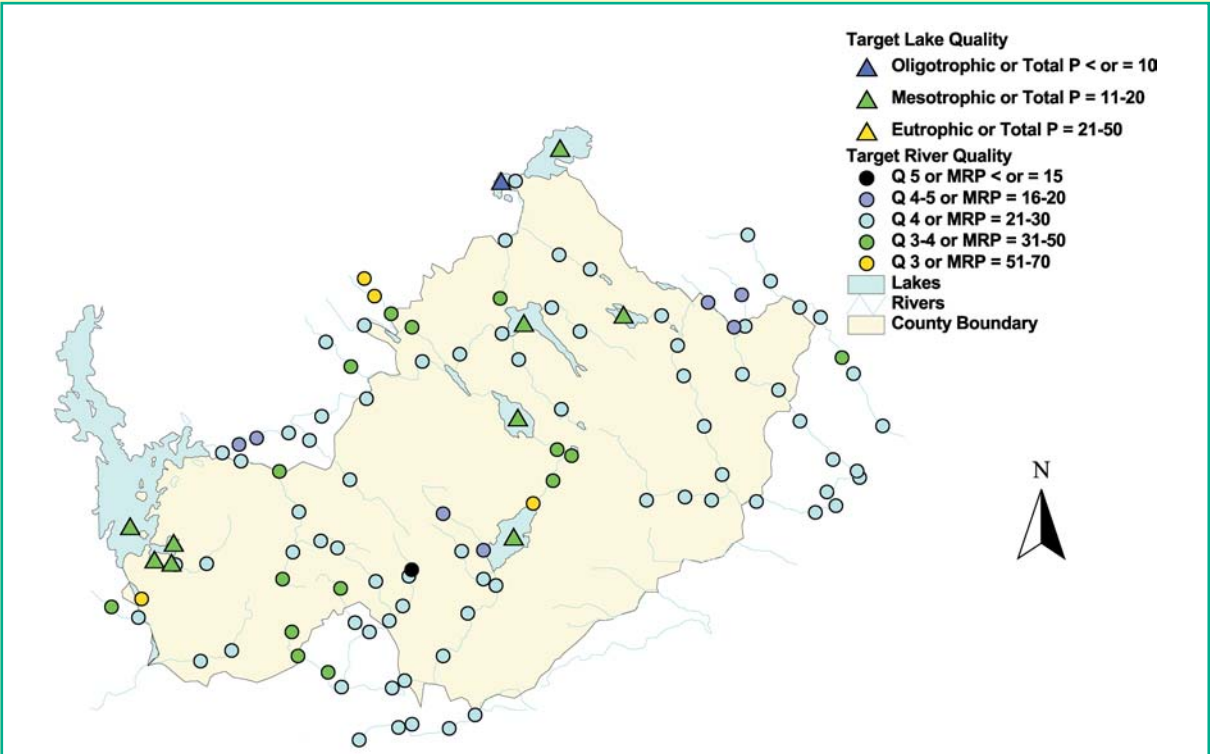 Target Lake Quality
Oligotrophic or Total P < or = 10
Mesotrophic or Total P = 11-20
Eutrophic or Total P = 21-50
Target River Quality
Q 5 or MRP < or = 15
Q 4-5 or MRP = 16-20
Q 4 or MRP = 21-30
Q 3-4 or MRP = 31-50
Q 3 or MRP = 51-70
Lakes
Rivers
County Boundary
N